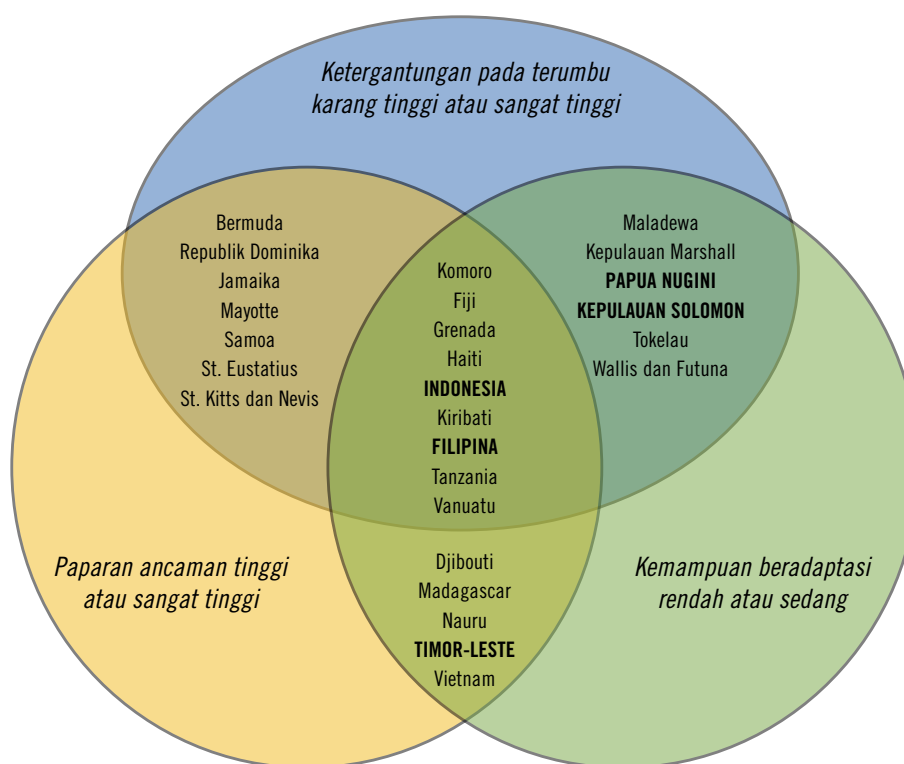 Ketergantungan pada terumbu
karang tinggi atau sangat tinggi
Bermuda
Republik Dominika
Jamaika
Mayotte
Samoa
St. Eustatius
St. Kitts dan Nevis
Komoro
Fiji
Grenada
Haiti
INDONESIA
Kiribati
FILIPINA
Tanzania
Vanuatu
Maladewa
Kepulauan Marshall
PAPUA NUGINI
KEPULAUAN SOLOMON
Tokelau
Wallis dan Futuna
Paparan ancaman tinggi
atau sangat tinggi
Djibouti
Madagascar
Nauru
TIMOR-LESTE
Vietnam
Kemampuan beradaptasi
rendah atau sedang